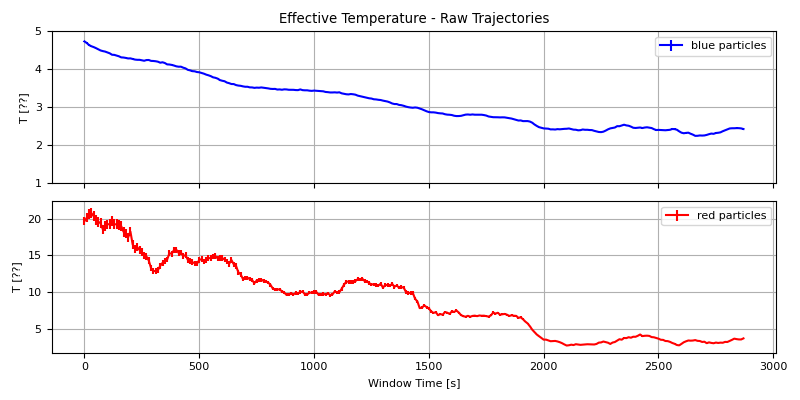 Effective Temperature - Raw Trajectories
5
4
3
2
1
T [??]
blue particles
20
15
10
5
T [??]
red particles
0
500
1000
1500
2000
2500
3000
Window Time [s]